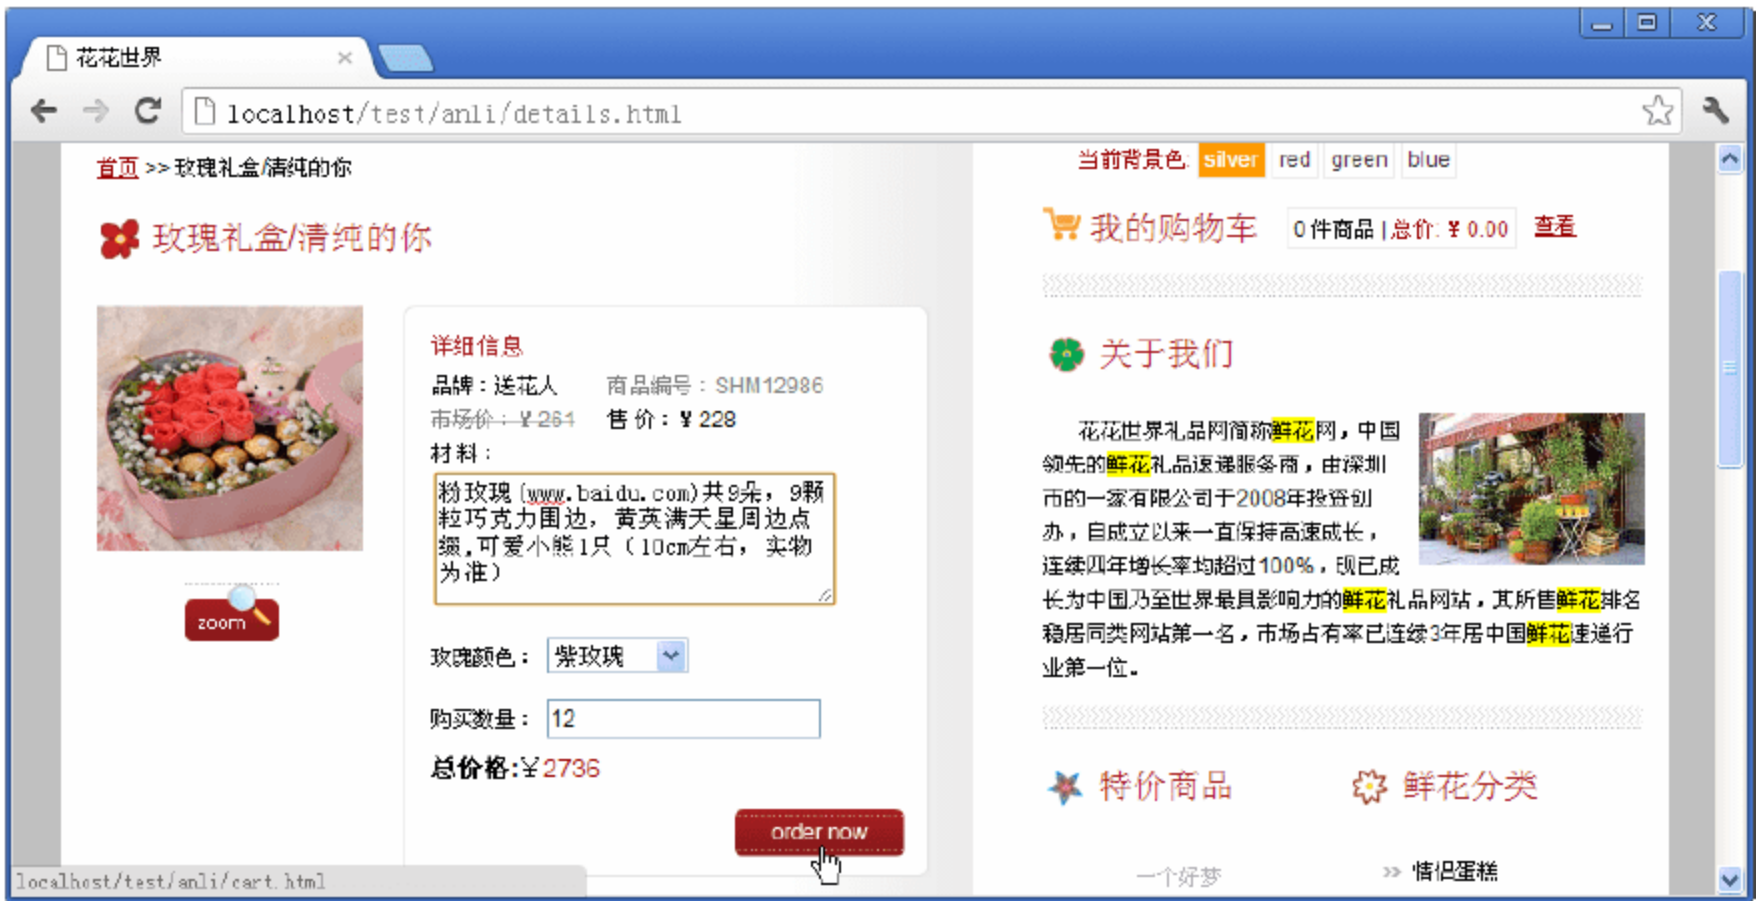 花花世界
localhost/test/anli/details.html
首页 >> 玫瑰礼盒/清纯的你
玫瑰礼盒/清纯的你
zoom
详细信息
品牌：送花人 商品编号：SHM12986
市场价：￥261 售 价：￥228
材料：
粉玫瑰(www.baidu.com)共9朵，9颗
粒巧克力围边，黄英满天星周边点
缀,可爱小熊1只（10cm左右，实物
为准）
玫瑰颜色： 紫玫瑰
购买数量： 12
总价格:￥2736
order now
当前背景色: silver red green blue
我的购物车 0 件商品 | 总价: ￥ 0.00 查看
关于我们
花花世界礼品网简称鲜花网，中国
领先的鲜花礼品速递服务商，由深圳
市的一家有限公司于2008年投资创
办，自成立以来一直保持高速成长，
连续四年增长率均超过100%，现已成
长为中国乃至世界最具影响力的鲜花礼品网站，其所售鲜花排名
稳居同类网站第一名，市场占有率已连续3年居中国鲜花速递行
业第一位。
特价商品 鲜花分类
一个好梦 >> 情侣蛋糕
localhost/test/anli/cart.html